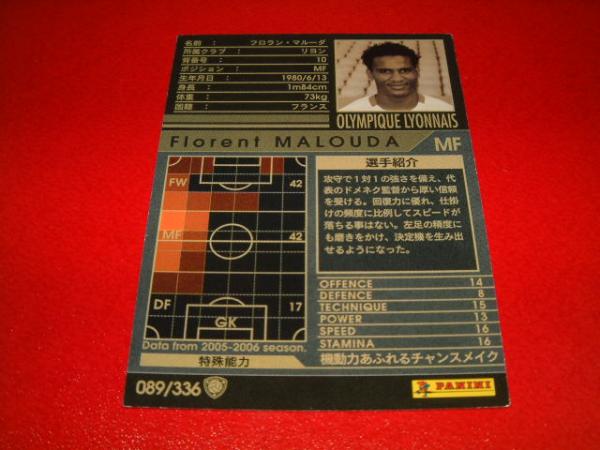 名前 : フロラン・マルーダ
所属クラブ : リヨン
背番号 : 10
ポジション : MF
生年月日 : 1980/6/13
身長 : 1m84cm
体重 : 73kg
国籍 : フランス
OLYMPIQUE LYONNAIS
Florent MALOUDA MF
FW 42
MF 42
DF 17
GK
Data from 2005-2006 season.
選手紹介
攻守で1対1の強さを備え、代
表のドメネク監督から厚い信頼
を受ける。回復力に優れ、仕掛け
の頻度に比例してスピードが
落ちる事はない。左足の精度に
も磨きをかけ、決定機を生み出
せるようになった。
OFFENCE 14
DEFENCE 8
TECHNIQUE 15
POWER 13
SPEED 16
STAMINA 16
特殊能力 機動力あふれるチャンスメイク
089/336
PANINI